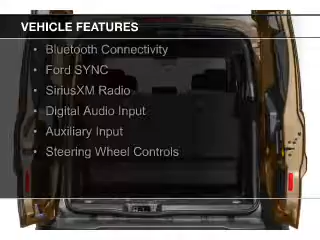 VEHICLE FEATURES
• Bluetooth Connectivity
• Ford SYNC
• SiriusXM Radio
• Digital Audio Input
• Auxiliary Input
• Steering Wheel Controls